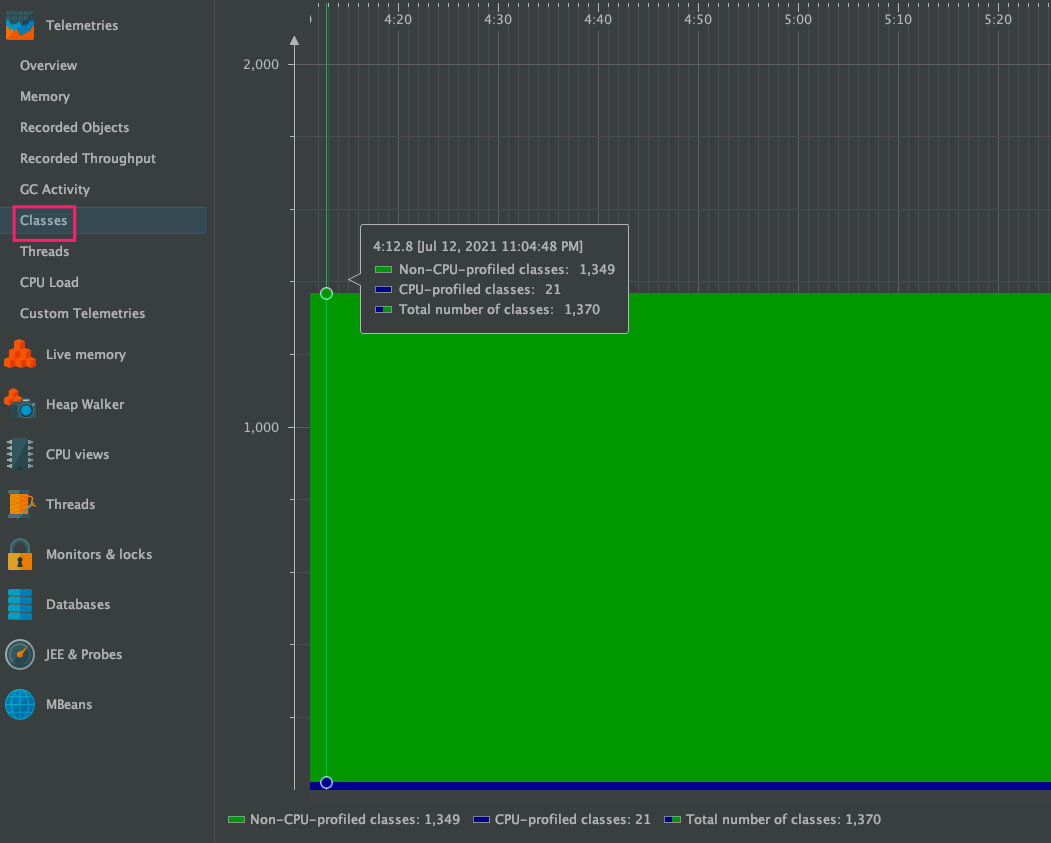 Telemetries
Overview
Memory
Recorded Objects
Recorded Throughput
GC Activity
Classes
Threads
CPU Load
Custom Telemetries
Live memory
Heap Walker
CPU views
Threads
Monitors & locks
Databases
JEE & Probes
MBeans
4:20 4:30 4:40 4:50 5:00 5:10 5:20
2,000
4:12.8 [Jul 12, 2021 11:04:48 PM]
Non-CPU-profiled classes: 1,349
CPU-profiled classes: 21
Total number of classes: 1,370
1,000
Non-CPU-profiled classes: 1,349 CPU-profiled classes: 21 Total number of classes: 1,370